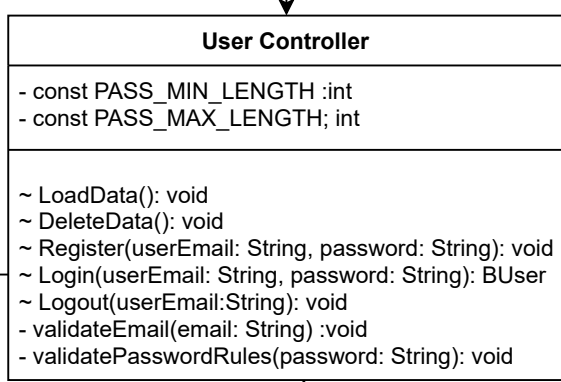 User Controller
- const PASS_MIN_LENGTH :int
- const PASS_MAX_LENGTH; int
~ LoadData(): void
~ DeleteData(): void
~ Register(userEmail: String, password: String): void
~ Login(userEmail: String, password: String): BUser
~ Logout(userEmail:String): void
- validateEmail(email: String) :void
- validatePasswordRules(password: String): void